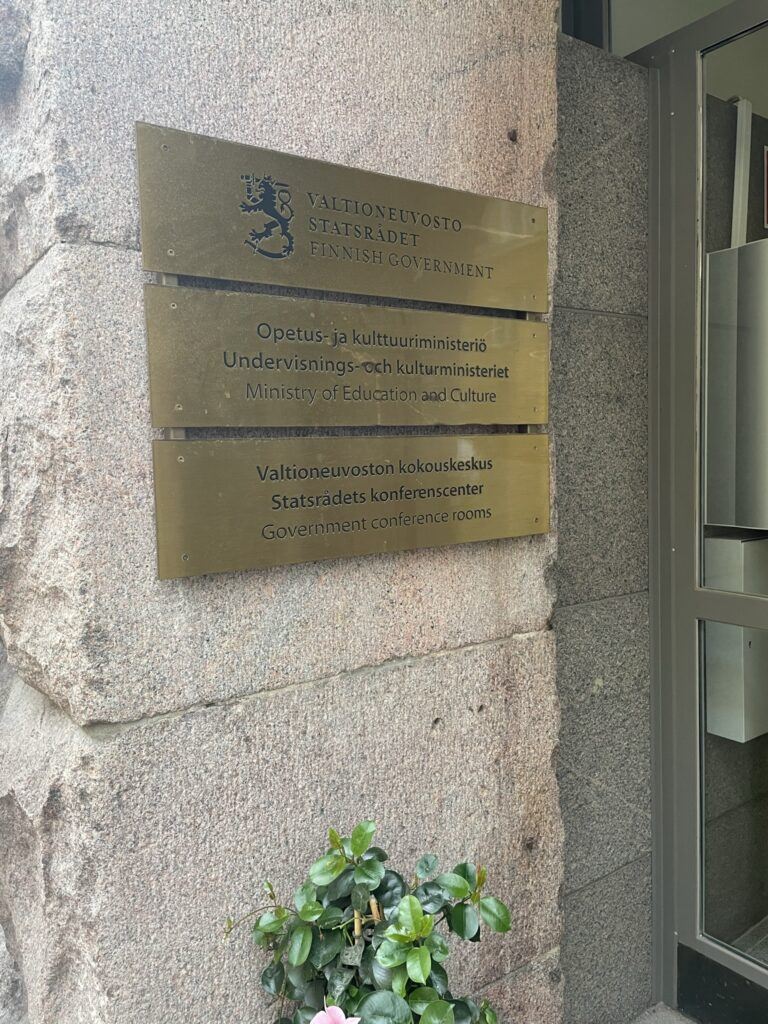 VALTIONEUVOSTO
STATSRÅDET
FINNISH GOVERNMENT
Opetus- ja kulttuuriministeriö
Undervisnings- och kulturministeriet
Ministry of Education and Culture
Valtioneuvoston kokouskeskus
Statsrådets konferenscenter
Government conference rooms